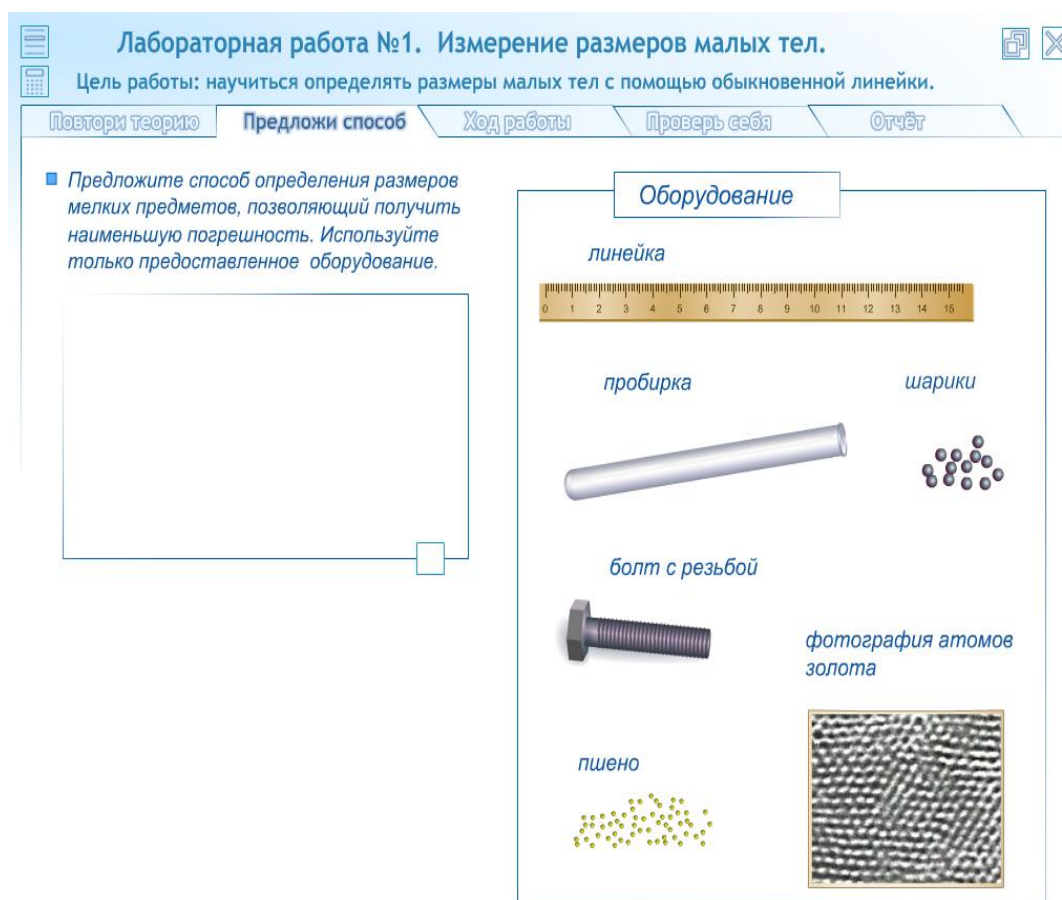 Лабораторная работа №1. Измерение размеров малых тел.
Цель работы: научиться определять размеры малых тел с помощью обыкновенной линейки.
Повтори теорию Предложи способ Ход работы Проверь себя Отчёт
Предложите способ определения размеров
мелких предметов, позволяющий получить
наименьшую погрешность. Используйте
только предоставленное оборудование.
Оборудование
линейка
0 1 2 3 4 5 6 7 8 9 10 11 12 13 14 15
пробирка
шарики
болт с резьбой
фотография атомов
золота
пшено